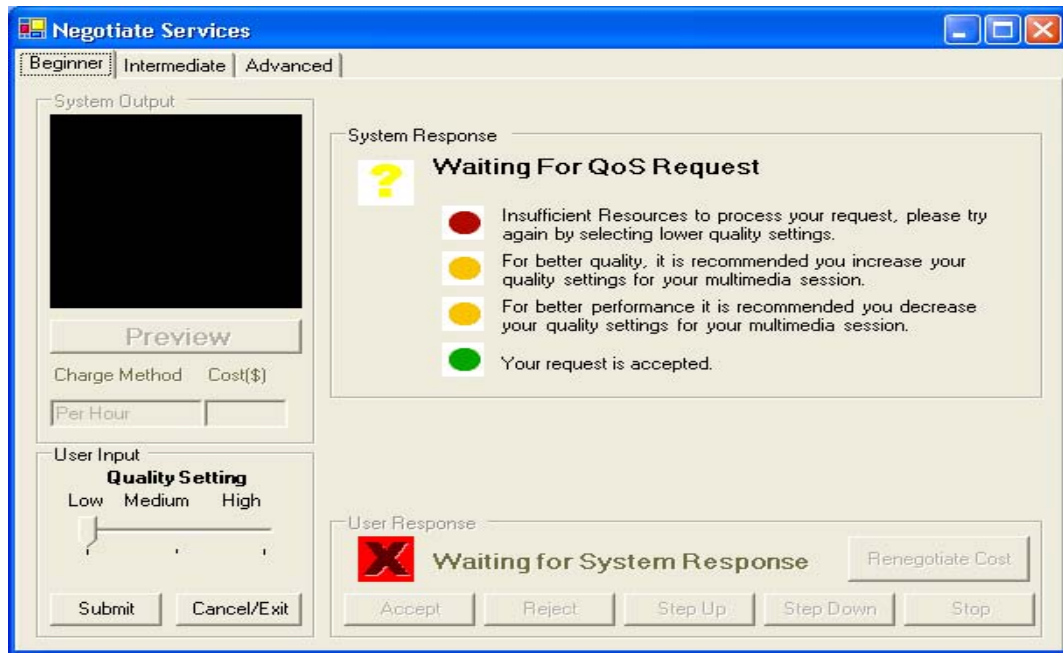 Negotiate Services
Beginner Intermediate Advanced
System Output
Preview
Charge Method Cost($)
Per Hour
User Input
Quality Setting
Low Medium High
Submit Cancel/Exit
System Response
?
Waiting For QoS Request
Insufficient Resources to process your request, please try
again by selecting lower quality settings.
For better quality, it is recommended you increase your
quality settings for your multimedia session.
For better performance it is recommended you decrease
your quality settings for your multimedia session.
Your request is accepted.
User Response
X
Waiting for System Response
Renegotiate Cost
Accept Reject Step Up Step Down Stop